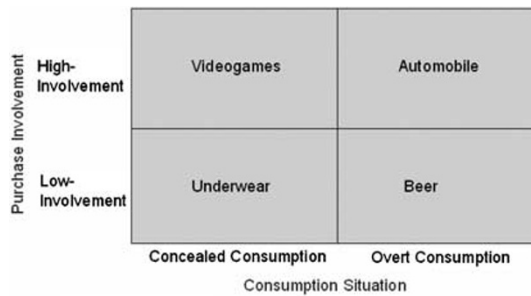 Purchase Involvement
High-
Involvement
Videogames
Automobile
Low-
Involvement
Underwear
Beer
Concealed Consumption
Overt Consumption
Consumption Situation